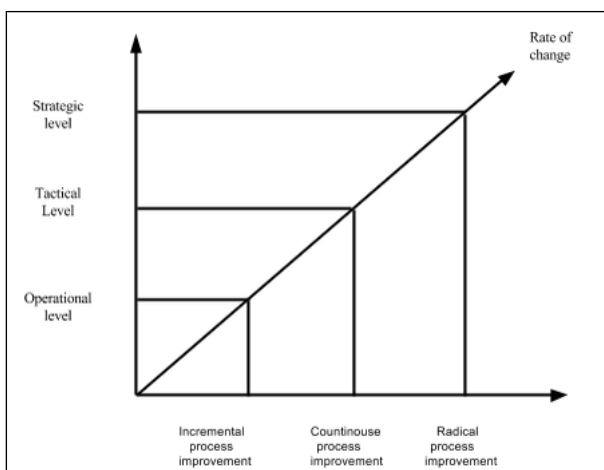 Rate of
change
Strategic
level
Tactical
Level
Operational
level
Incremental
process
improvement
Countinouse
process
improvement
Radical
process
improvement